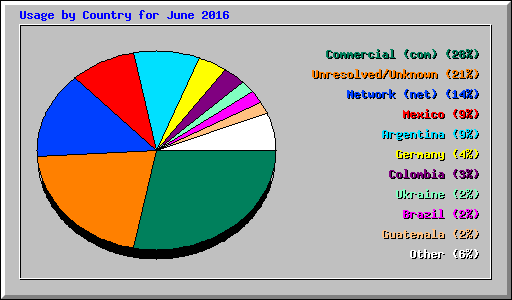 Usage by Country for June 2016
Commercial (com) (28%)
Unresolved/Unknown (21%)
Network (net) (14%)
Mexico (9%)
Argentina (9%)
Germany (4%)
Colombia (3%)
Ukraine (2%)
Brazil (2%)
Guatemala (2%)
Other (6%)